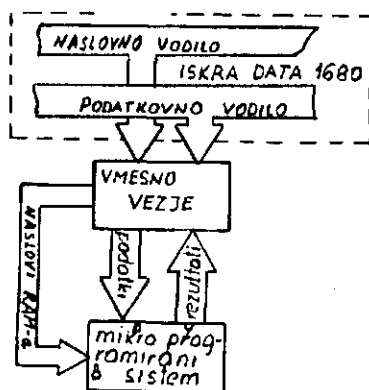 NASLOVNO VODILO
ISKRA DATA 1680
PODATKOVNO VODILO
VMESNO
VEZJE
NASLOVI RAM-a
podatki
rezultati
mikro prog-
ramirani
sistem